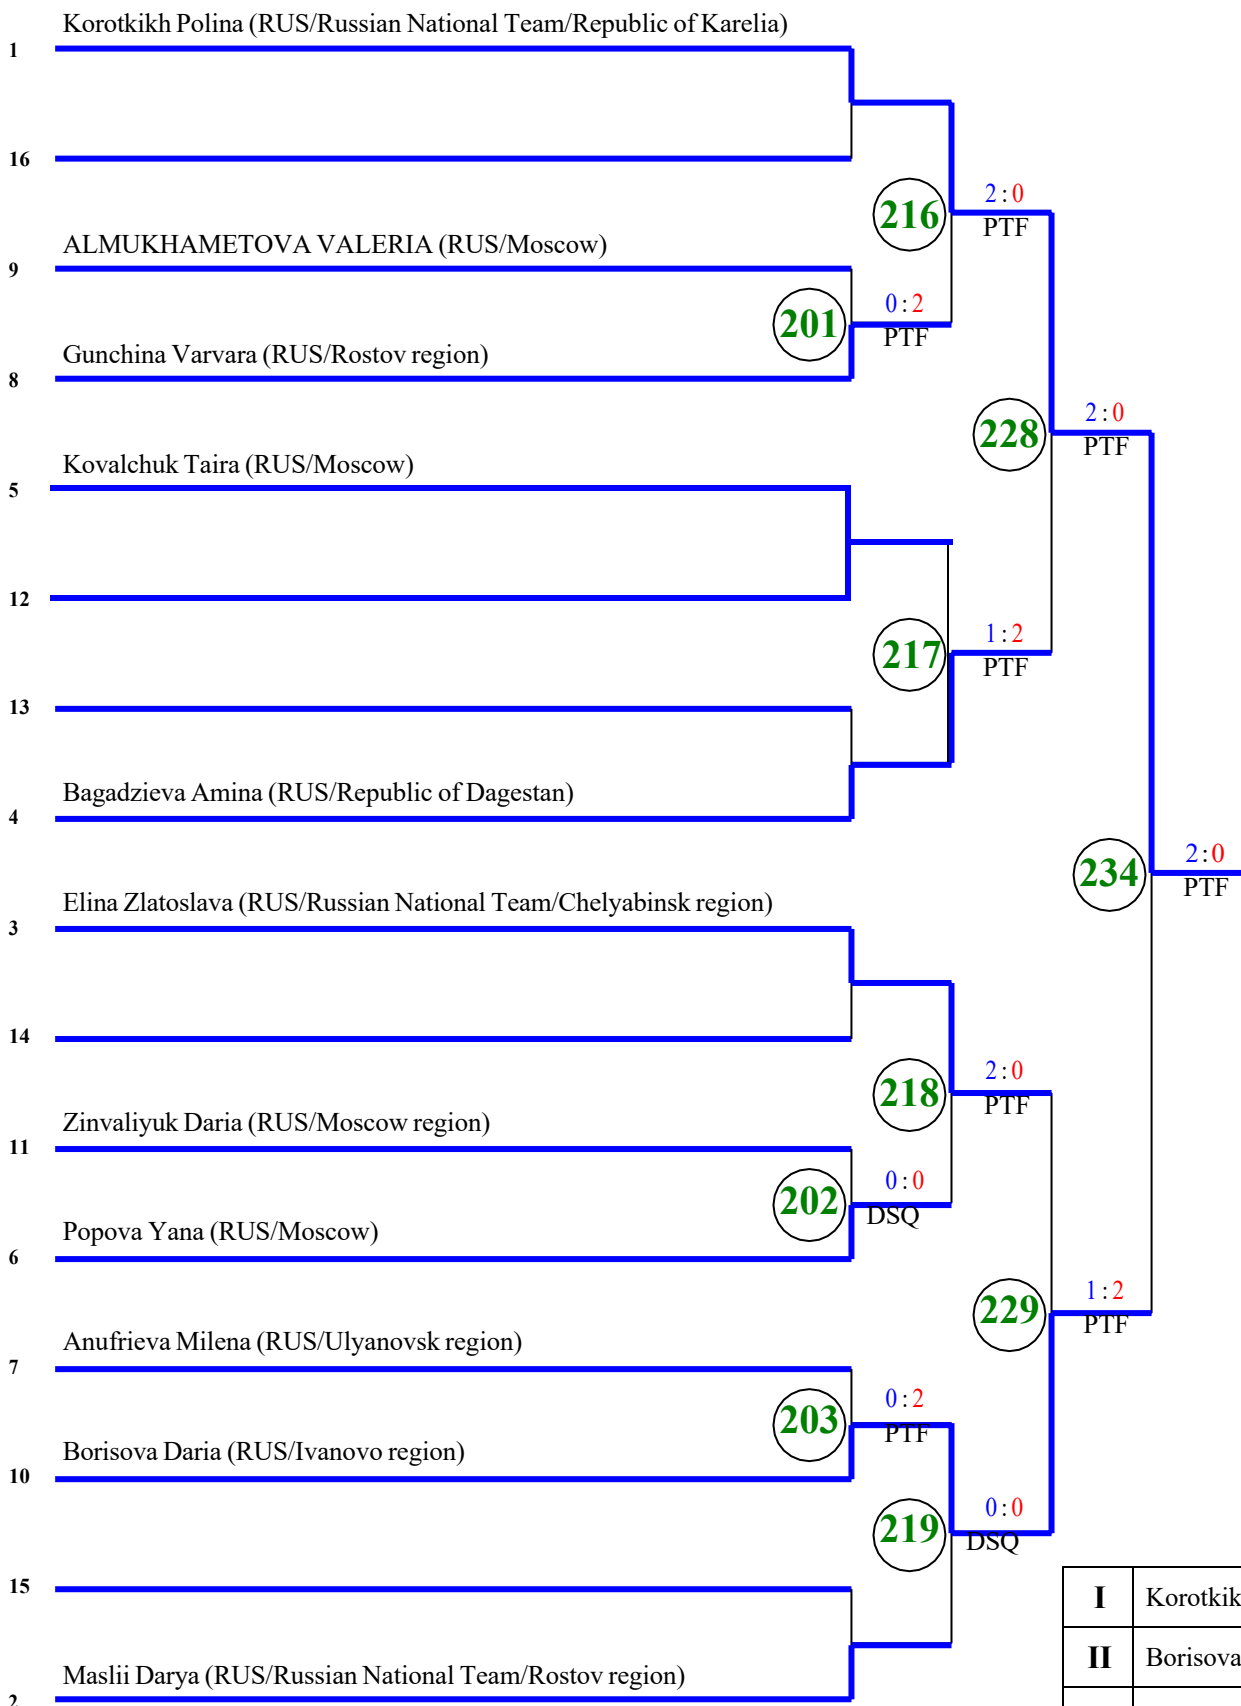 Korotkikh Polina (RUS/Russian National Team/Republic of Karelia)
1
16
216
2:0
PTF
ALMUKHAMETOVA VALERIA (RUS/Moscow)
9
201
0:2
PTF
Gunchina Varvara (RUS/Rostov region)
8
228
2:0
PTF
Kovalchuk Taira (RUS/Moscow)
5
12
217
1:2
PTF
13
Bagadzieva Amina (RUS/Republic of Dagestan)
4
234
2:0
PTF
Elina Zlatoslava (RUS/Russian National Team/Chelyabinsk region)
3
14
218
2:0
PTF
Zinvaliyuk Daria (RUS/Moscow region)
11
202
0:0
DSQ
Popova Yana (RUS/Moscow)
6
229
1:2
PTF
Anufrieva Milena (RUS/Ulyanovsk region)
7
203
0:2
PTF
Borisova Daria (RUS/Ivanovo region)
10
219
0:0
DSQ
15
I Korotkik
II Borisova
Maslii Darya (RUS/Russian National Team/Rostov region)
2